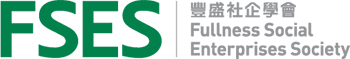 FSES
豐盛社企學會
Fullness Social
Enterprises Society